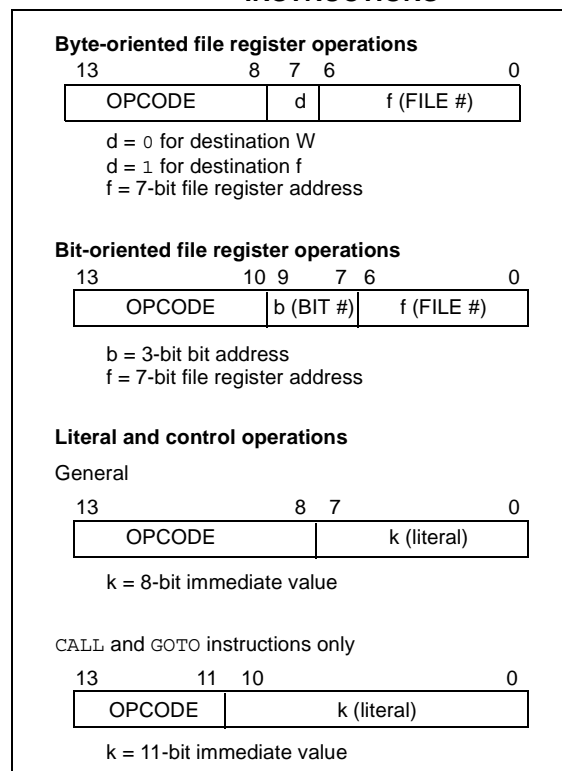 Byte-oriented file register operations
13 8 7 6 0
OPCODE d f (FILE #)
d = 0 for destination W
d = 1 for destination f
f = 7-bit file register address
Bit-oriented file register operations
13 10 9 7 6 0
OPCODE b (BIT #) f (FILE #)
b = 3-bit bit address
f = 7-bit file register address
Literal and control operations
General
13 8 7 0
OPCODE k (literal)
k = 8-bit immediate value
CALL and GOTO instructions only
13 11 10 0
OPCODE k (literal)
k = 11-bit immediate value